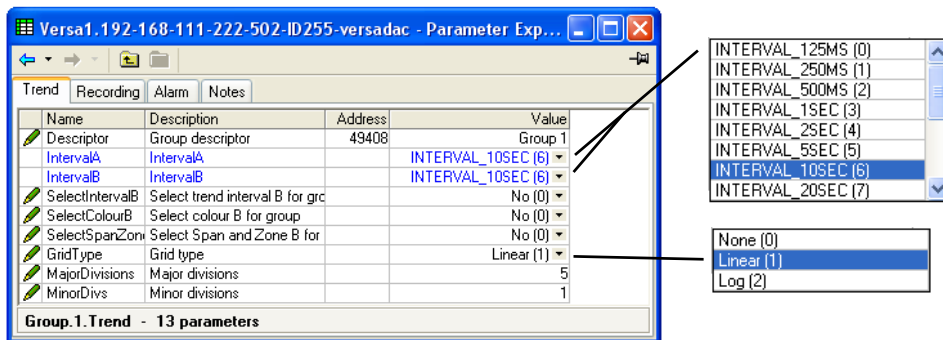 Versa1.192-168-111-222-502-ID255-versadac - Parameter Exp...
Trend Recording Alarm Notes
Name Description Address Value
Descriptor Group descriptor 49408 Group 1
IntervalA IntervalA INTERVAL_10SEC (6)
IntervalB IntervalB INTERVAL_10SEC (6)
SelectIntervalB Select trend interval B for grc No (0)
SelectColourB Select colour B for group No (0)
SelectSpanZon Select Span and Zone B for No (0)
GridType Grid type Linear (1)
MajorDivisions Major divisions 5
MinorDivs Minor divisions 1
Group.1.Trend - 13 parameters
INTERVAL_125MS (0)
INTERVAL_250MS (1)
INTERVAL_500MS (2)
INTERVAL_1SEC (3)
INTERVAL_2SEC (4)
INTERVAL_5SEC (5)
INTERVAL_10SEC (6)
INTERVAL_20SEC (7)
None (0)
Linear (1)
Log (2)